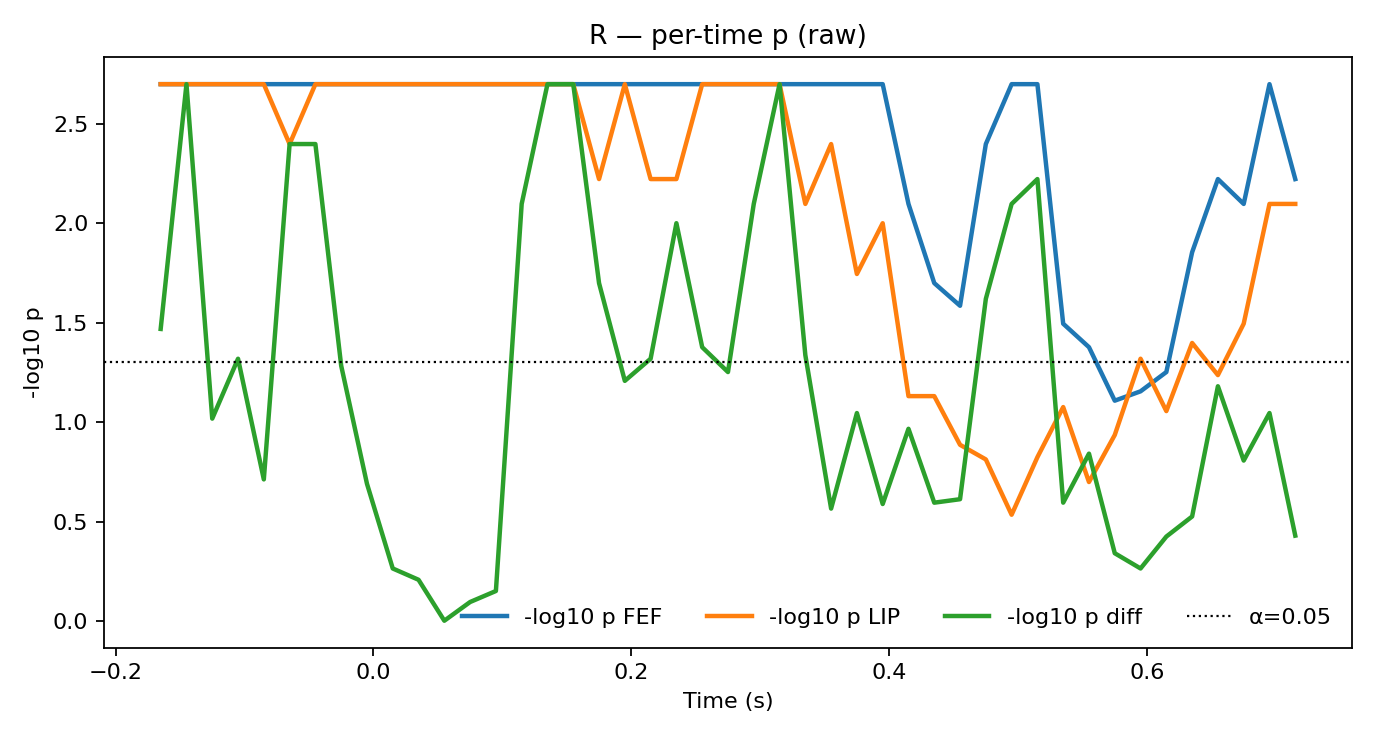 R — per-time p (raw)
-log10 p
2.5
2.0
1.5
1.0
0.5
0.0
-log10 p FEF -log10 p LIP -log10 p diff α=0.05
−0.2 0.0 0.2 0.4 0.6
Time (s)